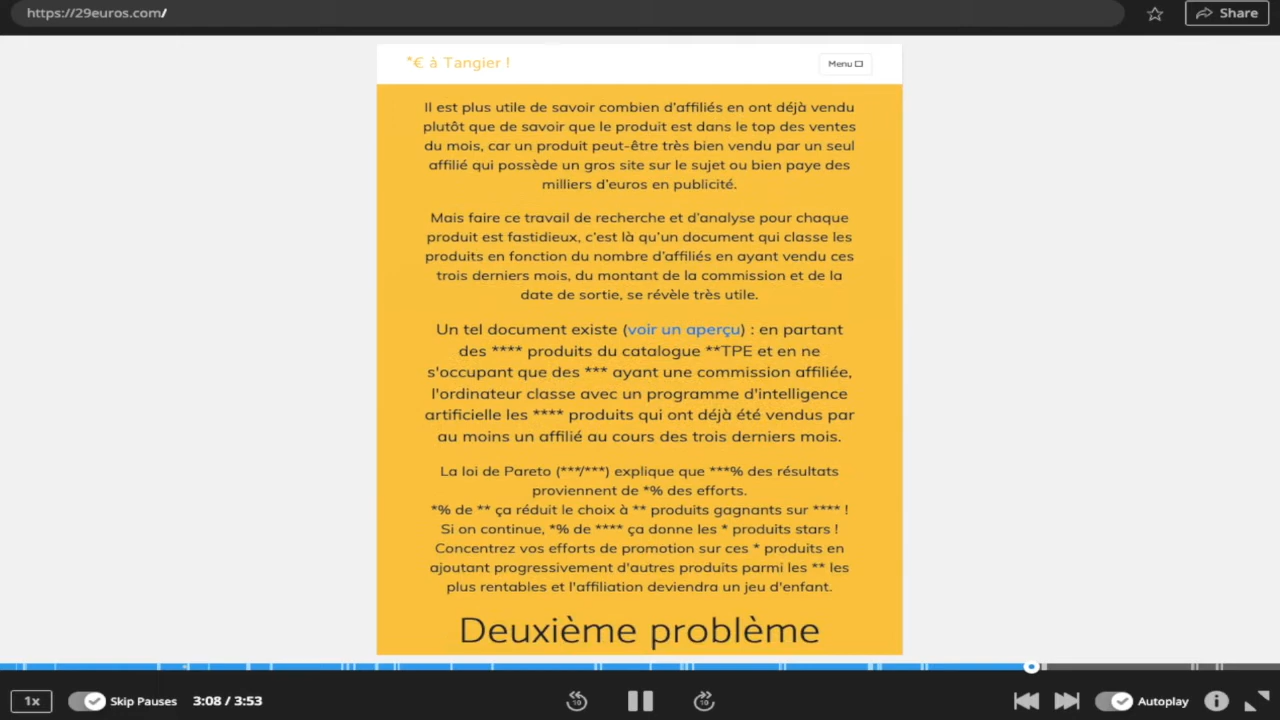 https://29euros.com/
Share
*€ à Tangier !
Menu
Il est plus utile de savoir combien d'affiliés en ont déjà vendu
plutôt que de savoir que le produit est dans le top des ventes
du mois, car un produit peut-être très bien vendu par un seul
affilié qui possède un gros site sur le sujet ou bien paye des
milliers d'euros en publicité.
Mais faire ce travail de recherche et d'analyse pour chaque
produit est fastidieux, c'est là qu'un document qui classe les
produits en fonction du nombre d'affiliés en ayant vendu ces
trois derniers mois, du montant de la commission et de la
date de sortie, se révèle très utile.
Un tel document existe (voir un aperçu) : en partant
des **** produits du catalogue **TPE et en ne
s'occupant que des *** ayant une commission affiliée,
l'ordinateur classe avec un programme d'intelligence
artificielle les **** produits qui ont déjà été vendus par
au moins un affilié au cours des trois derniers mois.
La loi de Pareto (***/***) explique que ***% des résultats
proviennent de *% des efforts.
*% de ** ça réduit le choix à ** produits gagnants sur **** !
Si on continue, *% de **** ça donne les * produits stars !
Concentrez vos efforts de promotion sur ces * produits en
ajoutant progressivement d'autres produits parmi les ** les
plus rentables et l'affiliation deviendra un jeu d'enfant.
Deuxième problème
1x
Skip Pauses
3:08 / 3:53
10
10
Autoplay